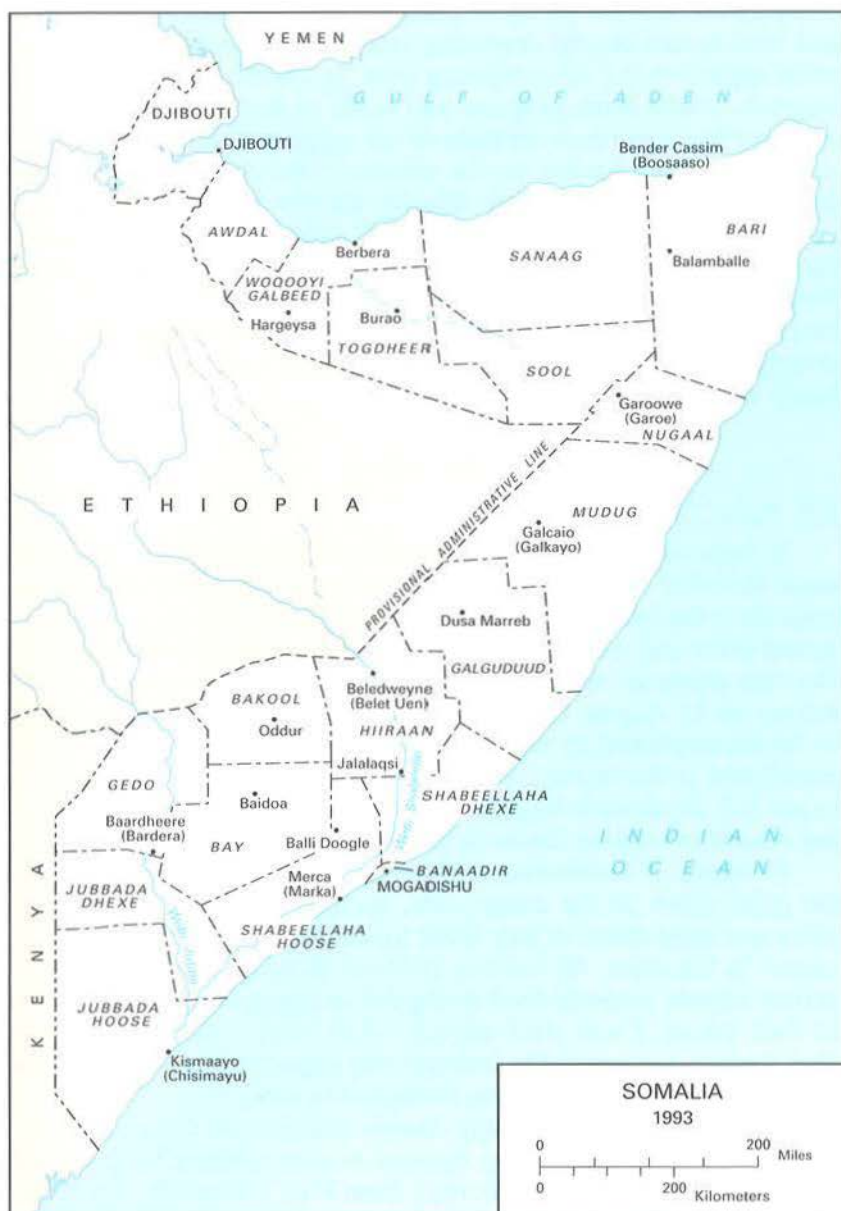 YEMEN
GULF OF ADEN
DJIBOUTI
DJIBOUTI
Bender Cassim
(Boosaaso)
AWDAL
Berbera
SANAAG
BARI
Balamballe
WOQOOYI
GALBEED
Hargeysa
Burao
TOGDHEER
SOOL
Garoowe
(Garoe)
NUGAAL
ETHIOPIA
PROVISIONAL ADMINISTRATIVE LINE
MUDUG
Galcaio
(Galkayo)
Dusa Marreb
GALGUDUUD
BAKOOL
Oddur
Beledweyne
(Belet Uen)
HIIRAAN
Jalalaqsi
SHABEELLAHA
DHEXE
GEDO
Baidoa
Baardheere
(Bardera)
BAY
Balli Doogle
Webi Shabeelle
INDIAN
OCEAN
BANAADIR
MOGADISHU
Merca
(Marka)
KENYA
JUBBADA
DHEXE
SHABEELLAHA
HOOSE
JUBBADA
HOOSE
Kismaayo
(Chisimayu)
SOMALIA
1993
0 200 Miles
0 200 Kilometers